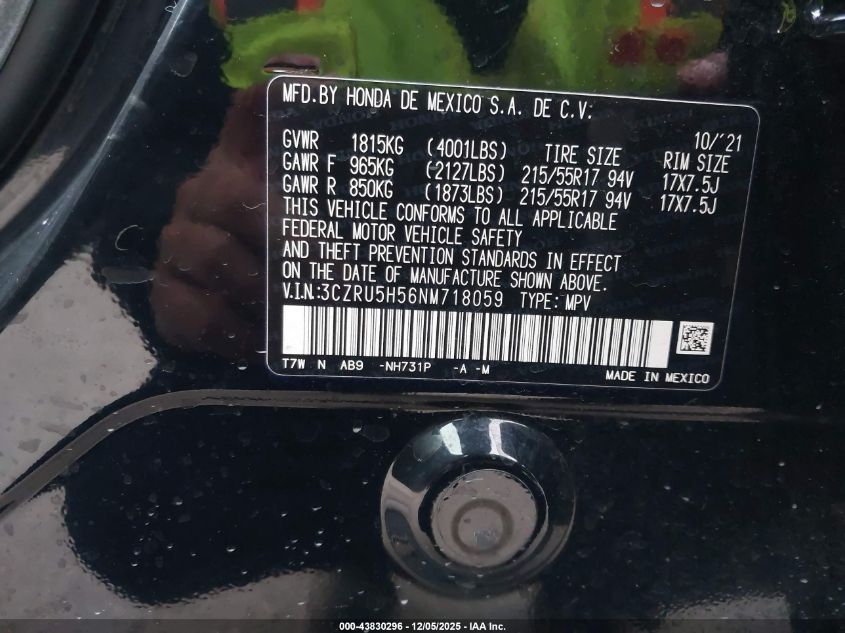 MFD.BY HONDA DE MEXICO S.A. DE C.V:
10/'21
GVWR 1815KG (4001LBS) TIRE SIZE RIM SIZE
GAWR F 965KG (2127LBS) 215/55R17 94V 17X7.5J
GAWR R 850KG (1873LBS) 215/55R17 94V 17X7.5J
THIS VEHICLE CONFORMS TO ALL APPLICABLE
FEDERAL MOTOR VEHICLE SAFETY
AND THEFT PREVENTION STANDARDS IN EFFECT
ON THE DATE OF MANUFACTURE SHOWN ABOVE.
V.I.N:3CZRU5H56NM718059 TYPE: MPV
T7W N AB9 -NH731P -A -M
MADE IN MEXICO
000-43830296 - 12/05/2025 - IAA Inc.